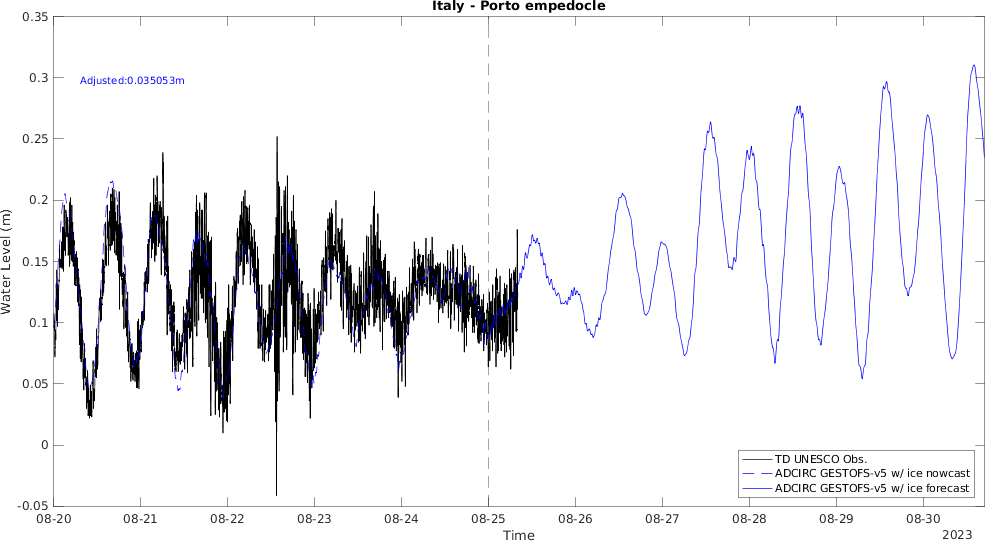 Italy - Porto empedocle
0.35
0.3
0.25
0.2
0.15
0.1
0.05
0
-0.05
Water Level (m)
Adjusted:0.035053m
TD UNESCO Obs.
ADCIRC GESTOFS-v5 w/ ice nowcast
ADCIRC GESTOFS-v5 w/ ice forecast
08-20 08-21 08-22 08-23 08-24 08-25 08-26 08-27 08-28 08-29 08-30
Time
2023